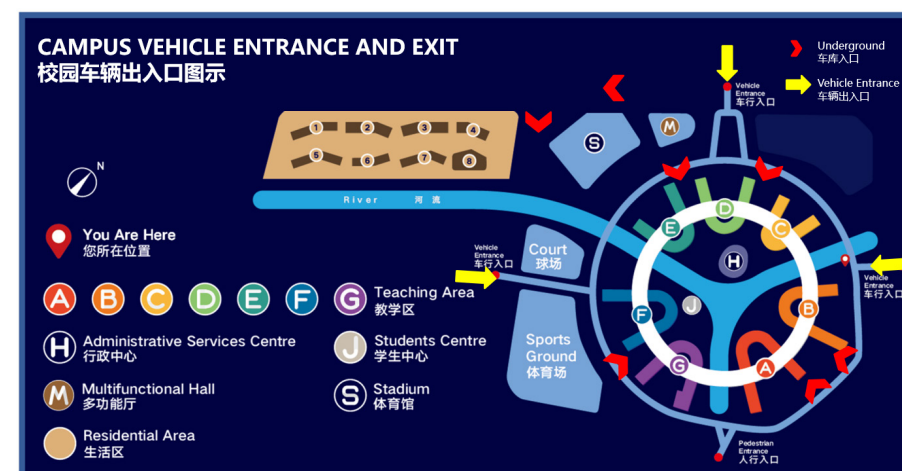 CAMPUS VEHICLE ENTRANCE AND EXIT
校园车辆出入口图示
Underground
车库入口
Vehicle Entrance
车辆出入口
Vehicle
Entrance
车行入口
M
S
1
2
3
4
5
6
7
8
N
River 河 流
You Are Here
您所在位置
D
E
C
H
Vehicle
Entrance
车行入口
Court
球场
Vehicle
Entrance
车行入口
A
B
C
D
E
F
G
Teaching Area
教学区
F
J
B
H
Administrative Services Centre
行政中心
J
Students Centre
学生中心
Sports
Ground
体育场
G
A
M
Multifunctional Hall
多功能厅
S
Stadium
体育馆
Residential Area
生活区
Pedestrian
Entrance
人行入口